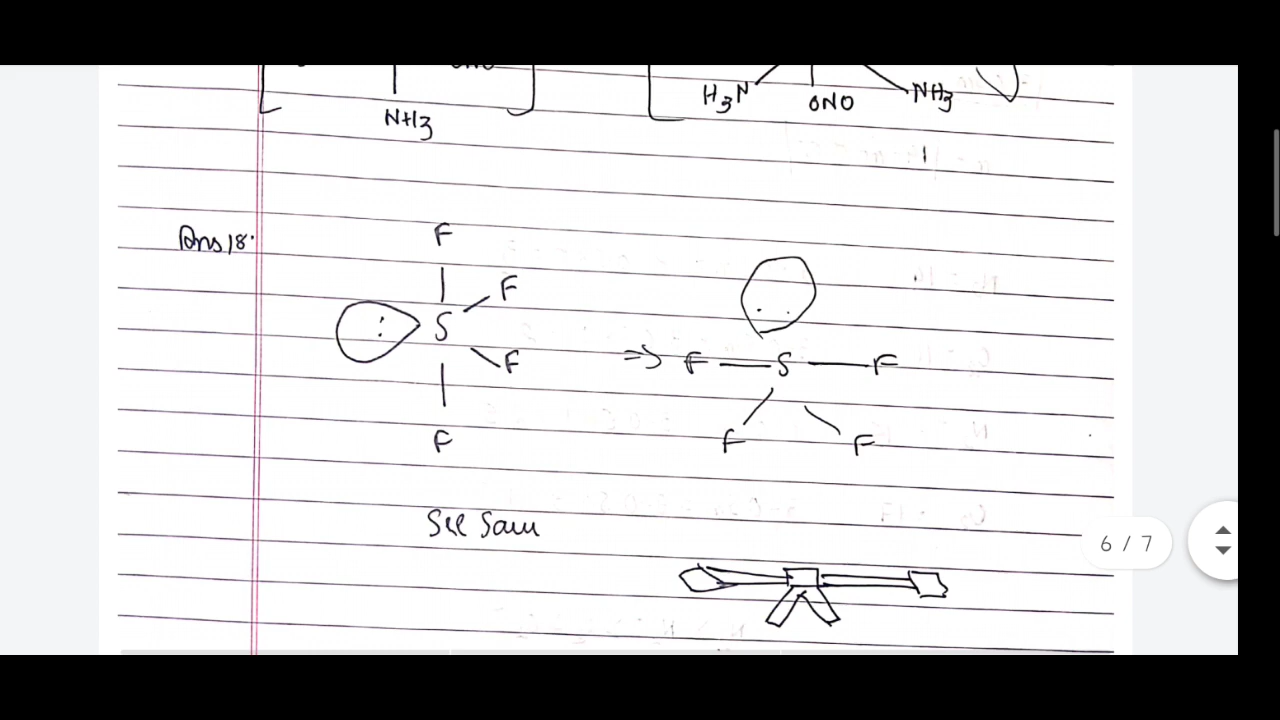 H3N ONO NH3
NH3
Ans 18.
F
F
S
F
F
⇒ F S F
F F
See Saw
6 / 7